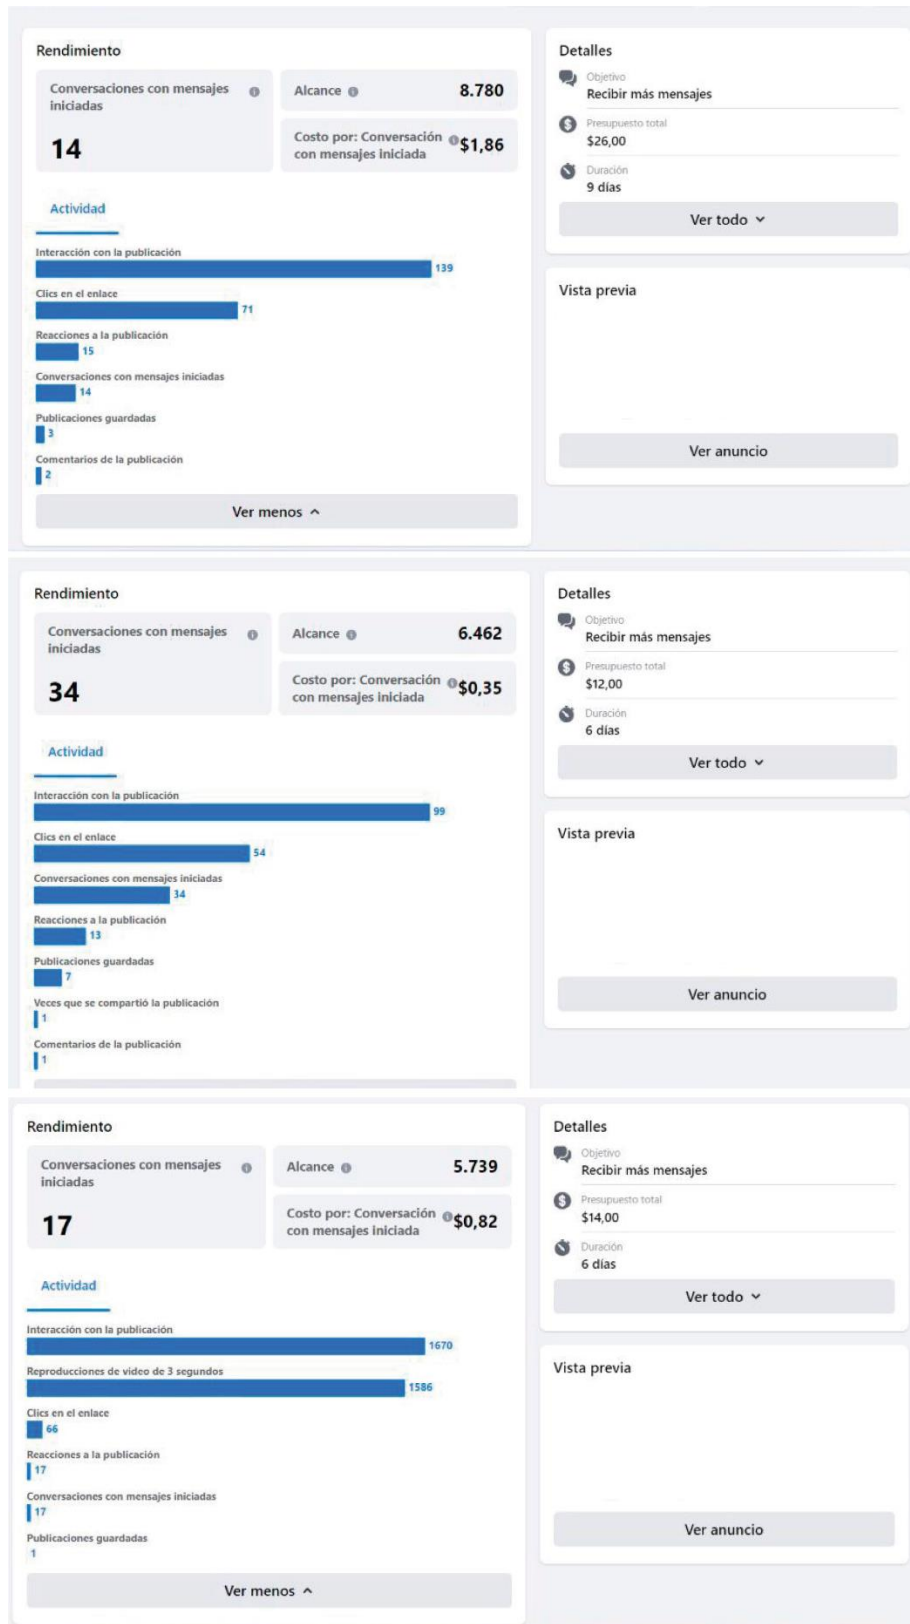 Rendimiento
Conversaciones con mensajes
iniciadas
14
Alcance
8.780
Costo por: Conversación
con mensajes iniciada
$1,86
Actividad
Interacción con la publicación
139
Clics en el enlace
71
Reacciones a la publicación
15
Conversaciones con mensajes iniciadas
14
Publicaciones guardadas
3
Comentarios de la publicación
2
Ver menos
Detalles
Objetivo
Recibir más mensajes
Presupuesto total
$26,00
Duración
9 días
Ver todo
Vista previa
Ver anuncio
Rendimiento
Conversaciones con mensajes
iniciadas
34
Alcance
6.462
Costo por: Conversación
con mensajes iniciada
$0,35
Actividad
Interacción con la publicación
99
Clics en el enlace
54
Conversaciones con mensajes iniciadas
34
Reacciones a la publicación
13
Publicaciones guardadas
7
Veces que se compartió la publicación
1
Comentarios de la publicación
1
Detalles
Objetivo
Recibir más mensajes
Presupuesto total
$12,00
Duración
6 días
Ver todo
Vista previa
Ver anuncio
Rendimiento
Conversaciones con mensajes
iniciadas
17
Alcance
5.739
Costo por: Conversación
con mensajes iniciada
$0,82
Actividad
Interacción con la publicación
1670
Reproducciones de video de 3 segundos
1586
Clics en el enlace
66
Reacciones a la publicación
17
Conversaciones con mensajes iniciadas
17
Publicaciones guardadas
1
Ver menos
Detalles
Objetivo
Recibir más mensajes
Presupuesto total
$14,00
Duración
6 días
Ver todo
Vista previa
Ver anuncio